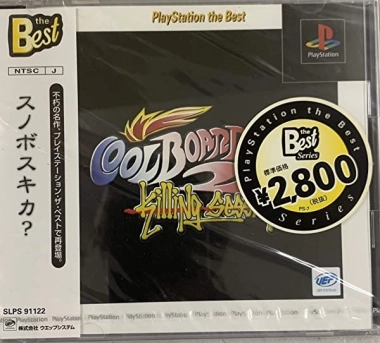 the Best
NTSC J
不朽の名作、プレイステーション・ザ・ベストで再登場。
スノボスキカ?
SLPS 91122
株式会社 ウエップシステム
PlayStation the Best
PlayStation
COOL BOARDERS
2
Killing Session
PlayStation the Best
the Best
Series
標準価格
¥2,800
(税抜)
Series
UEP
PlayStation